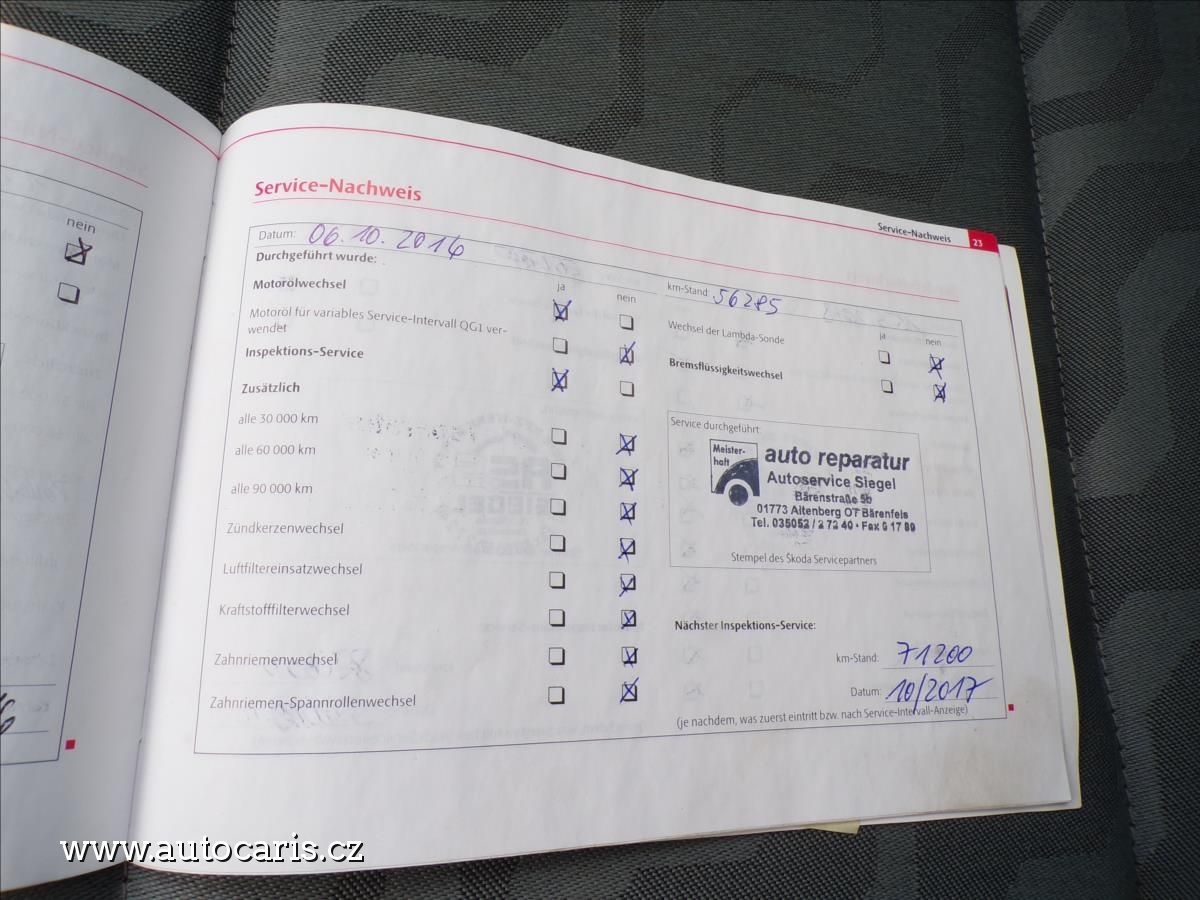 nein
Service-Nachweis
Service-Nachweis 23
Datum: 06.10.2016
Durchgeführt wurde:
km-Stand: 56285
ja nein
Motorölwechsel
Motoröl für variables Service-Intervall QG1 ver-
wendet
Inspektions-Service
Zusätzlich
alle 30 000 km
alle 60 000 km
alle 90 000 km
Zündkerzenwechsel
Luftfiltereinsatzwechsel
Kraftstofffilterwechsel
Zahnriemenwechsel
Zahnriemen-Spannrollenwechsel
ja nein
Wechsel der Lambda-Sonde
Bremsflüssigkeitswechsel
Service durchgeführt:
Meister-
haft
auto reparatur
Autoservice Siegel
Bärenstraße 5b
01773 Altenberg OT Bärenfels
Tel. 035052 / 2 72 40 • Fax 6 17 89
Stempel des Škoda Servicepartners
Nächster Inspektions-Service:
km-Stand: 71200
Datum: 10/2017
(je nachdem, was zuerst eintritt bzw. nach Service-Intervall-Anzeige)
www.autocaris.cz